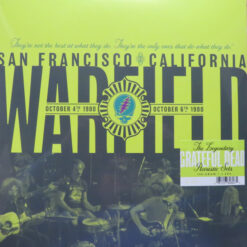 "They're not the best at what they do. They're the only ones that do what they do."
SAN FRANCISCO CALIFORNIA
WARFIELD
OCTOBER 4TH 1980 OCTOBER 6TH 1980
The Legendary
GRATEFUL DEAD
Acoustic Sets